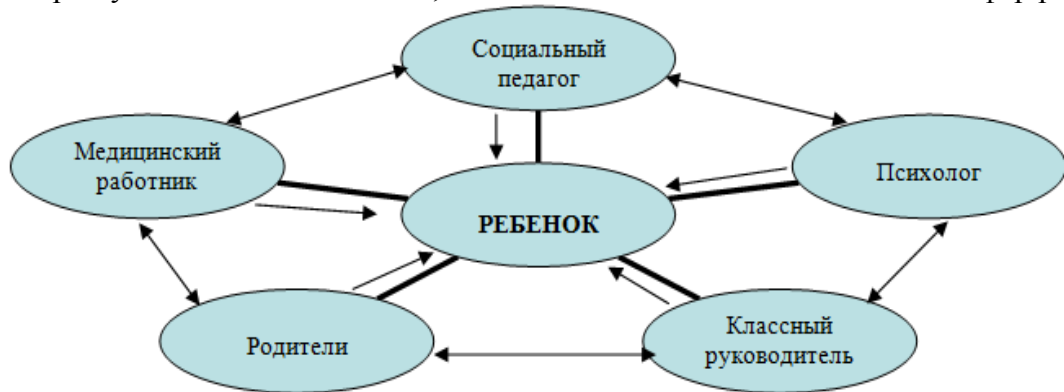 Социальный
педагог
Медицинский
работник
Психолог
РЕБЕНОК
Родители
Классный
руководитель